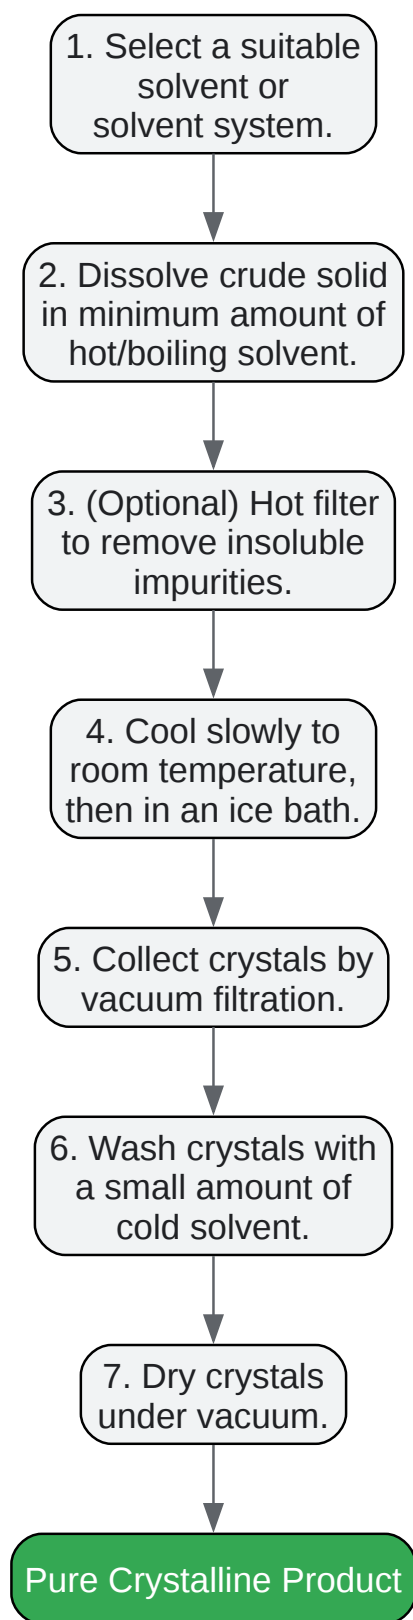 1. Select a suitable
solvent or
solvent system.
2. Dissolve crude solid
in minimum amount of
hot/boiling solvent.
3. (Optional) Hot filter
to remove insoluble
impurities.
4. Cool slowly to
room temperature,
then in an ice bath.
5. Collect crystals by
vacuum filtration.
6. Wash crystals with
a small amount of
cold solvent.
7. Dry crystals
under vacuum.
Pure Crystalline Product